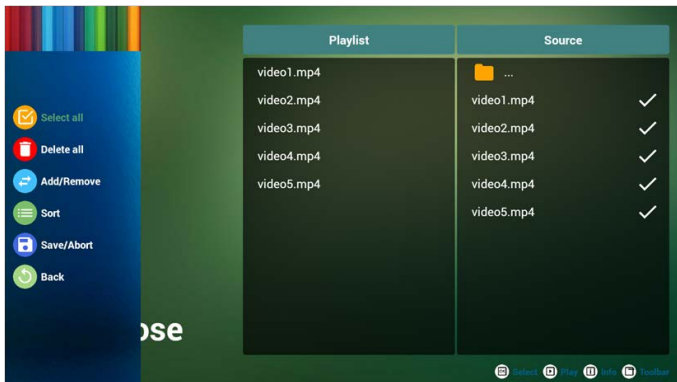 Select all
Delete all
Add/Remove
Sort
Save/Abort
Back
ose
Playlist
video1.mp4
video2.mp4
video3.mp4
video4.mp4
video5.mp4
Source
...
video1.mp4
video2.mp4
video3.mp4
video4.mp4
video5.mp4
Select Play Info Toolbar